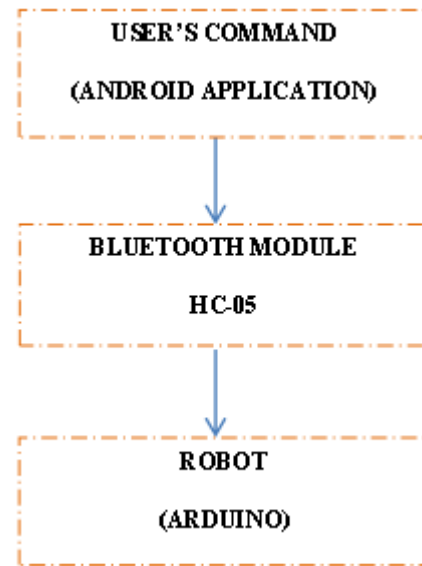 USER'S COMMAND
(ANDROID APPLICATION)
BLUETOOTH MODULE
HC-05
ROBOT
(ARDUINO)